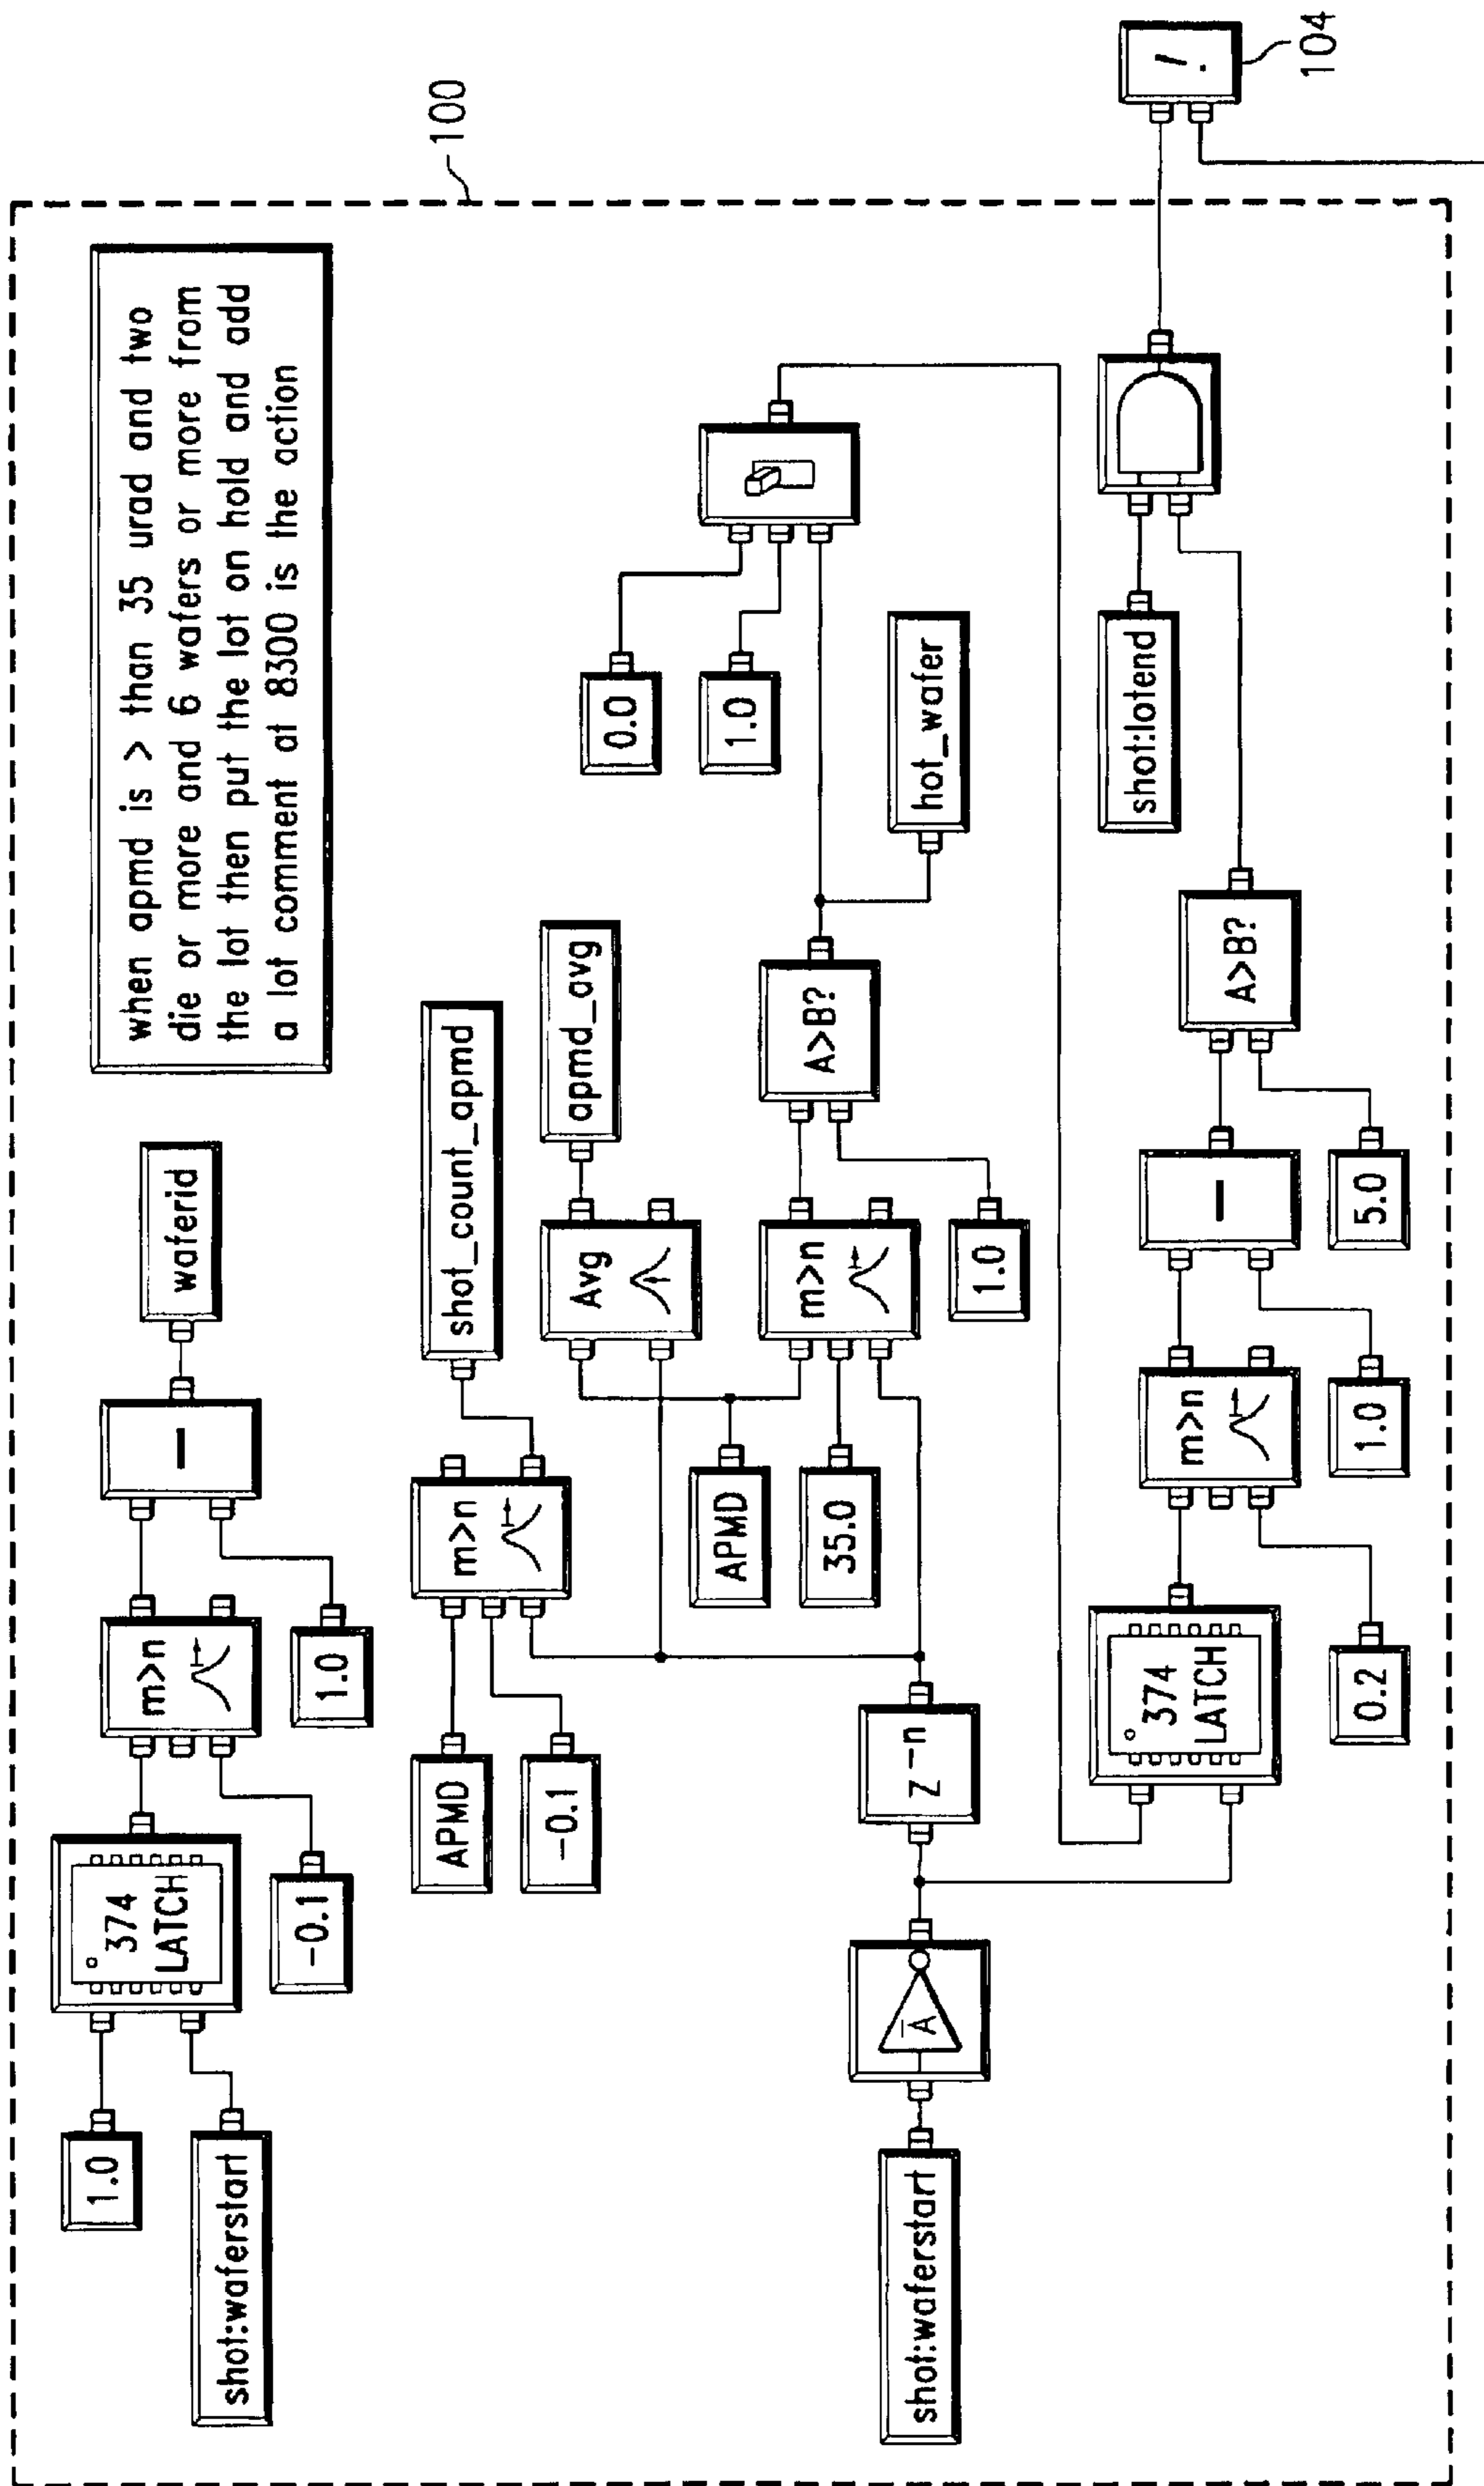 when apmd is > than 35 urad and two
die or more and 6 wafers or more from
the lot then put the lot on hold and add
a lot comment at 8300 is the action
100
104
1.0
shot:waferstart
374
LATCH
-0.1
m>n
1.0
waferid
APMD
-0.1
m>n
shot_count_apmd
Avg
apmd_avg
APMD
35.0
m>n
1.0
A>B?
hot_wafer
0.0
1.0
shot:waferstart
A
z-n
374
LATCH
0.2
m>n
1.0
5.0
A>B?
shot:lotend
!